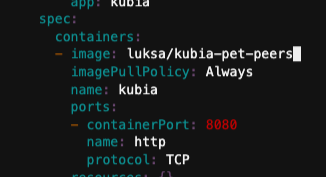 app: kubia
spec:
containers:
- image: luksa/kubia-pet-peers
imagePullPolicy: Always
name: kubia
ports:
- containerPort: 8080
name: http
protocol: TCP
resources: {}